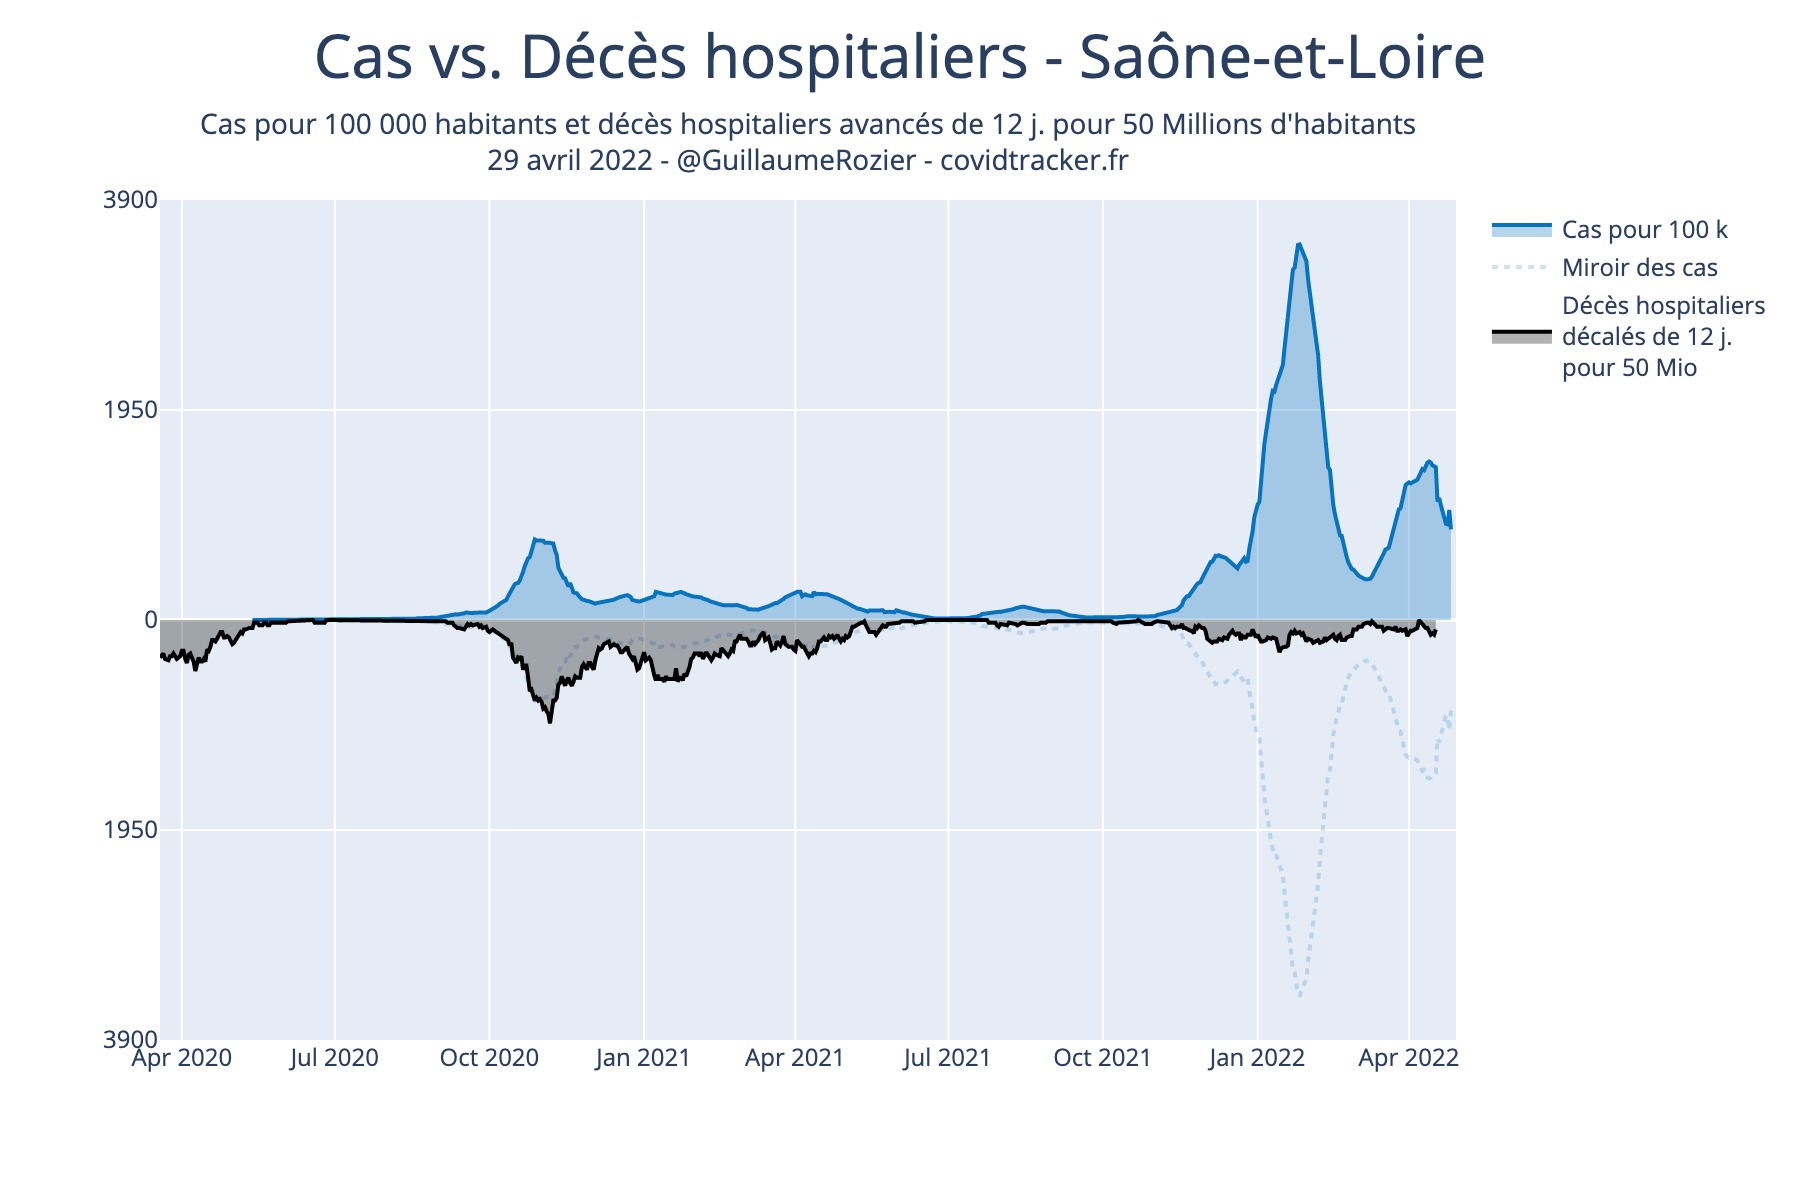 Cas vs. Décès hospitaliers - Saône-et-Loire
Cas pour 100 000 habitants et décès hospitaliers avancés de 12 j. pour 50 Millions d'habitants
29 avril 2022 - @GuillaumeRozier - covidtracker.fr
3900
1950
0
1950
3900
Apr 2020
Jul 2020
Oct 2020
Jan 2021
Apr 2021
Jul 2021
Oct 2021
Jan 2022
Apr 2022
Cas pour 100 k
Miroir des cas
Décès hospitaliers
décalés de 12 j.
pour 50 Mio